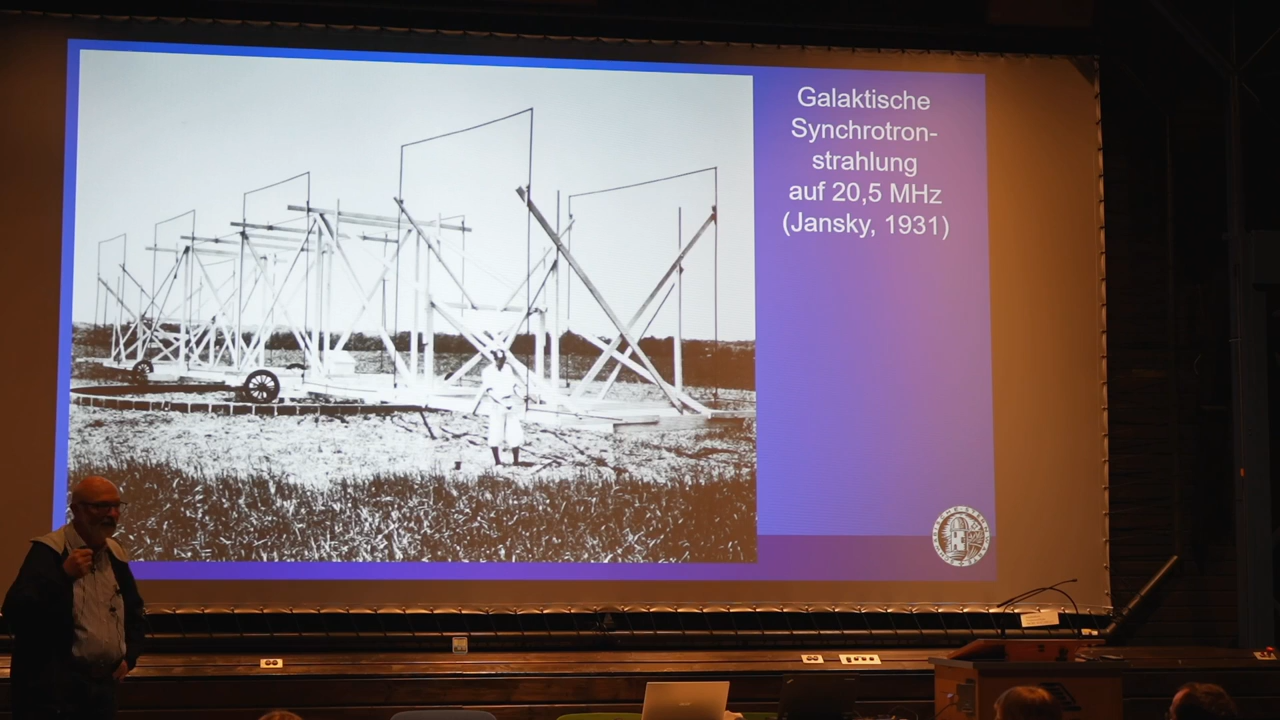 Galaktische
Synchrotron-
strahlung
auf 20,5 MHz
(Jansky, 1931)